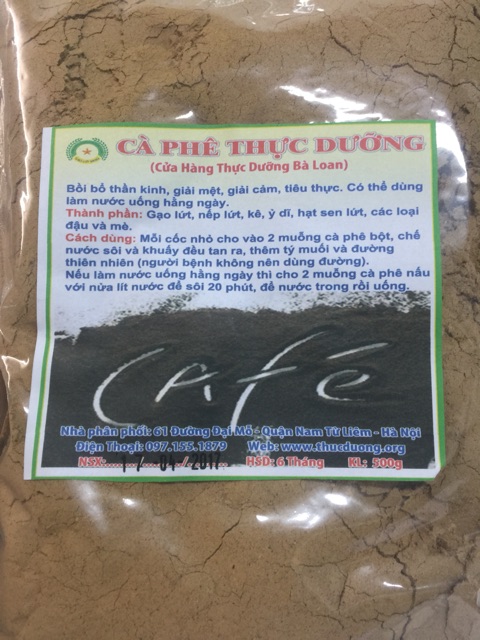 CÀ PHÊ THỰC DƯỠNG
(Cửa Hàng Thực Dưỡng Bà Loan)
Bồi bổ thần kinh, giải mệt, giải cảm, tiêu thực. Có thể dùng
làm nước uống hằng ngày.
Thành phần: Gạo lứt, nếp lứt, kê, ý dĩ, hạt sen lứt, các loại
đậu và mè.
Cách dùng: Mỗi cốc nhỏ cho vào 2 muỗng cà phê bột, chế
nước sôi và khuấy đều tan ra, thêm tý muối và đường
thiên nhiên (người bệnh không nên dùng đường).
Nếu làm nước uống hằng ngày thì cho 2 muỗng cà phê nấu
với nửa lít nước để sôi 20 phút, để nước trong rồi uống.
Café
Nhà phân phối: 61 Đường Đại Mỗ - Quận Nam Từ Liêm - Hà Nội
Điện Thoại: 097.155.1879 Web: www.thucduong.org
NSX:....../....../...... 04 2017 HSD: 6 Tháng KL: 500g